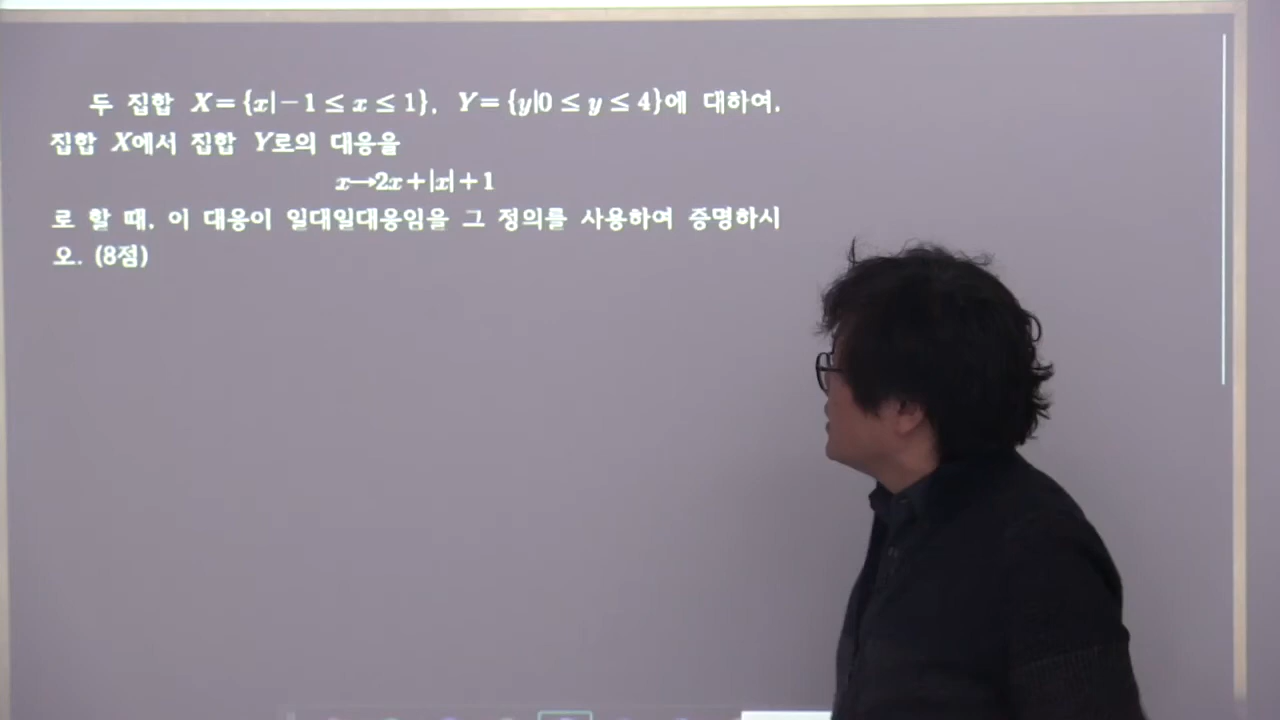 두 집합 X={x|−1≤x≤1}, Y={y|0≤y≤4}에 대하여,
집합 X에서 집합 Y로의 대응을
x→2x+|x|+1
로 할 때, 이 대응이 일대일대응임을 그 정의를 사용하여 증명하시
오. (8점)